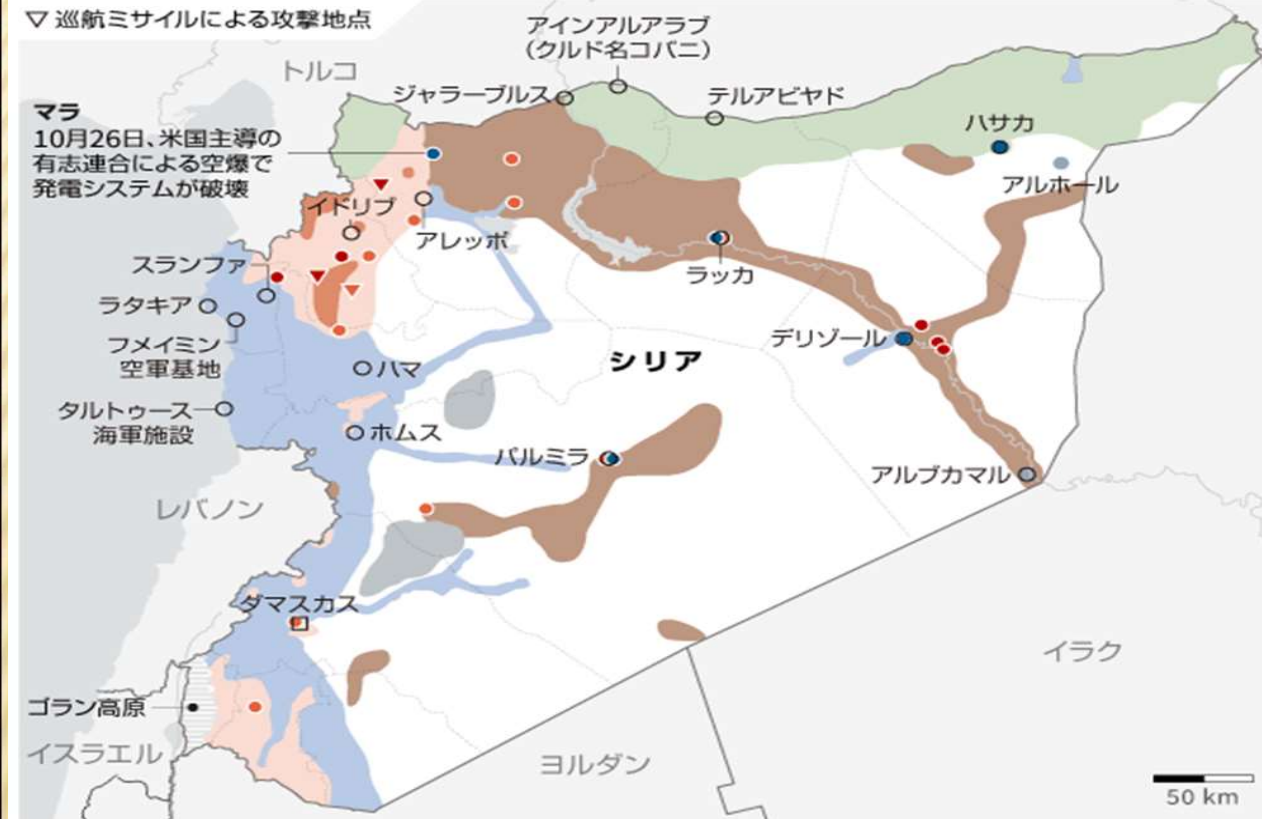 ▽ 巡航ミサイルによる攻撃地点
アインアルアラブ
（クルド名コバニ）
トルコ
ジャラーブルス
テルアビヤド
マラ
10月26日、米国主導の
有志連合による空爆で
発電システムが破壊
ハサカ
アルホール
イドリブ
アレッポ
スランファ
ラッカ
ラタキア
フメイミン
空軍基地
デリゾール
シリア
ハマ
タルトゥース
海軍施設
ホムス
パルミラ
アルブカマル
レバノン
ダマスカス
イラク
ゴラン高原
イスラエル
ヨルダン
50 km